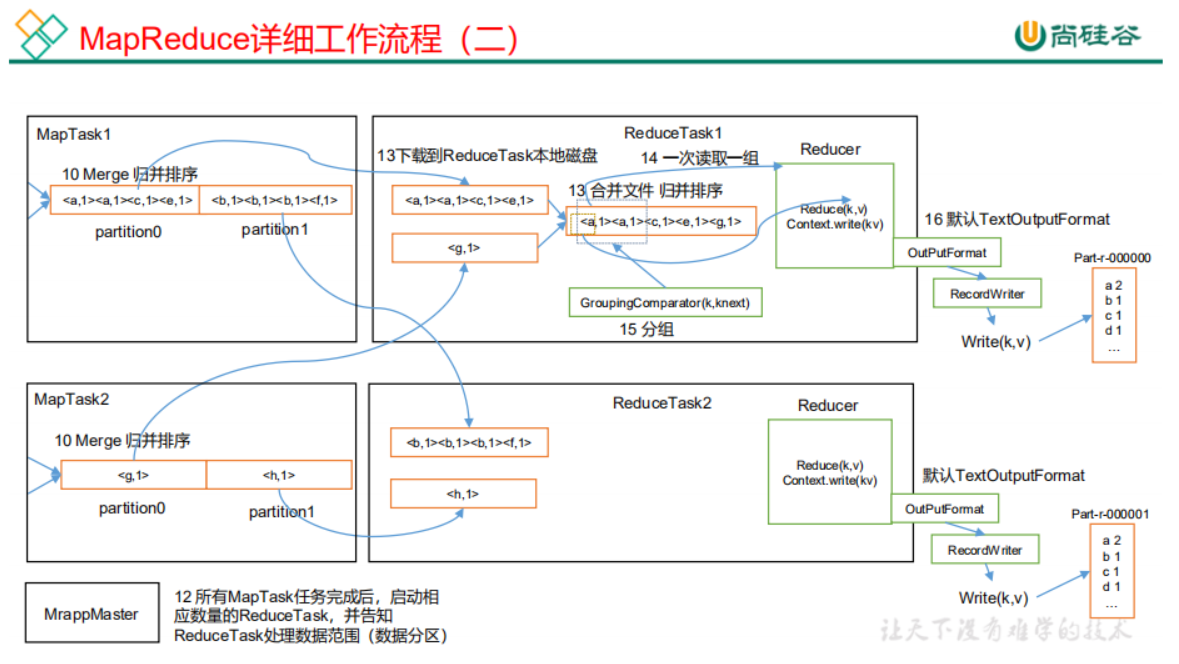 MapReduce详细工作流程（二）
尚硅谷
MapTask1
10 Merge 归并排序
<a,1><a,1><c,1><e,1>
<b,1><b,1><b,1><f,1>
partition0
partition1
ReduceTask1
13下载到ReduceTask本地磁盘
14 一次读取一组
Reducer
<a,1><a,1><c,1><e,1>
13 合并文件 归并排序
<a,1><a,1><c,1><e,1><g,1>
<g,1>
Reduce(k,v)
Context.write(kv)
GroupingComparator(k,knext)
15 分组
16 默认TextOutputFormat
OutPutFormat
RecordWriter
Write(k,v)
Part-r-000000
a 2
b 1
c 1
d 1
...
MapTask2
10 Merge 归并排序
<g,1>
<h,1>
partition0
partition1
ReduceTask2
Reducer
<b,1><b,1><b,1><f,1>
<h,1>
Reduce(k,v)
Context.write(kv)
默认TextOutputFormat
OutPutFormat
RecordWriter
Write(k,v)
Part-r-000001
a 2
b 1
c 1
d 1
...
MrappMaster
12 所有MapTask任务完成后，启动相
应数量的ReduceTask，并告知
ReduceTask处理数据范围（数据分区）
让天下没有难学的技术